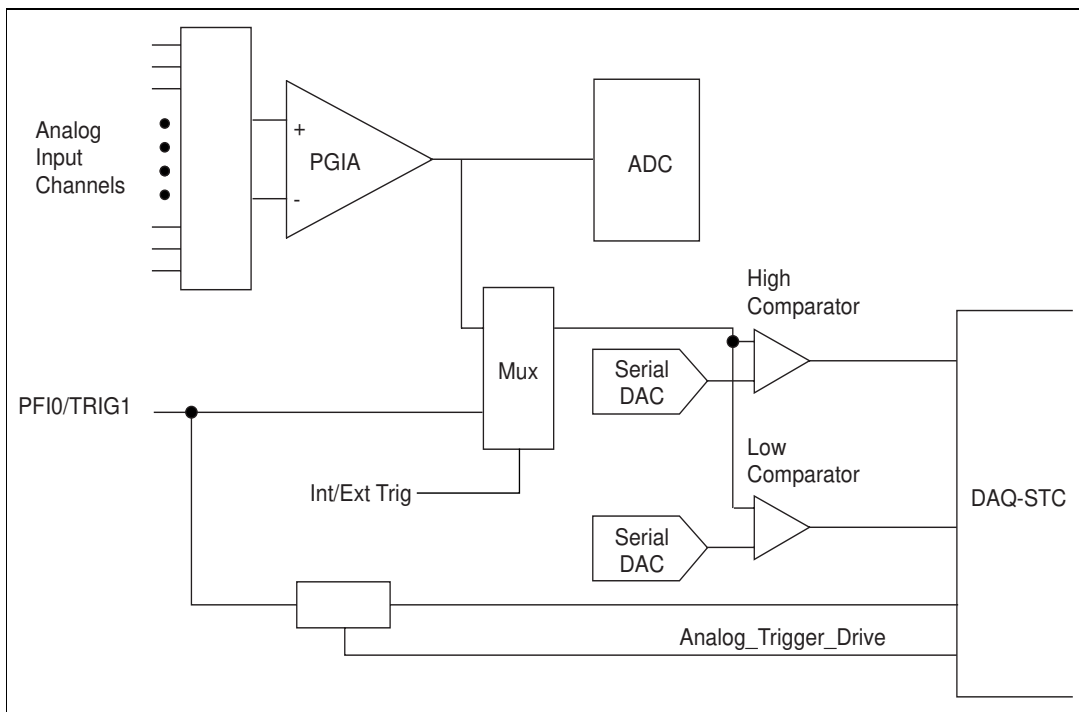 Analog
Input
Channels
+
PGIA
-
ADC
High
Comparator
Mux
Serial
DAC
PFI0/TRIG1
Low
Comparator
Int/Ext Trig
DAQ-STC
Serial
DAC
Analog_Trigger_Drive